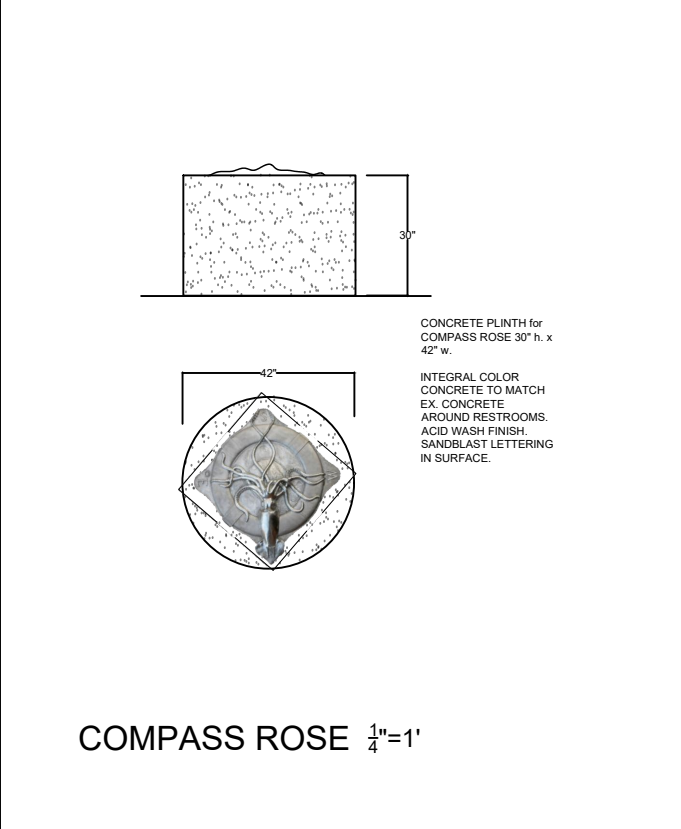 30"
CONCRETE PLINTH for
COMPASS ROSE 30" h. x
42" w.
INTEGRAL COLOR
CONCRETE TO MATCH
EX. CONCRETE
AROUND RESTROOMS.
ACID WASH FINISH.
SANDBLAST LETTERING
IN SURFACE.
42"
COMPASS ROSE 1/4"=1'